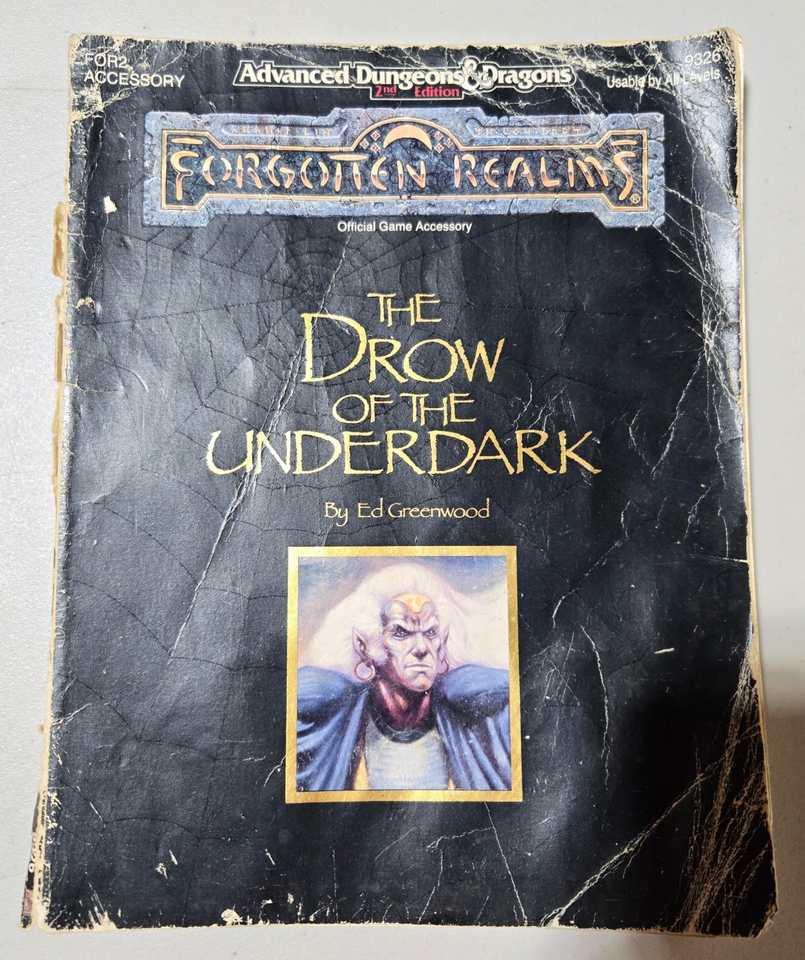 FOR2
ACCESSORY
Advanced Dungeons & Dragons
2nd Edition
9326
Usable by All Levels
FORGOTTEN REALMS
®
Official Game Accessory
THE
DROW
OF THE
UNDERDARK
By Ed Greenwood